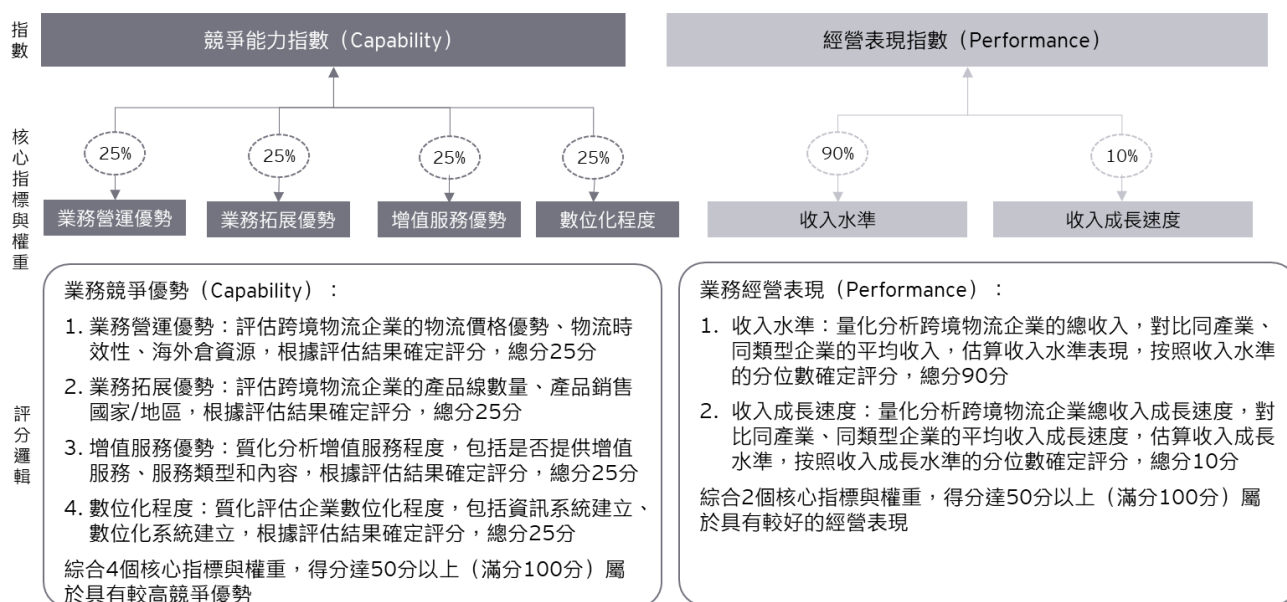 指數
競爭能力指數（Capability）
經營表現指數（Performance）
核心指標與權重
25%
25%
25%
25%
90%
10%
業務營運優勢
業務拓展優勢
增值服務優勢
數位化程度
收入水準
收入成長速度
評分邏輯
業務競爭優勢（Capability）：
1. 業務營運優勢：評估跨境物流企業的物流價格優勢、物流時
效性、海外倉資源，根據評估結果確定評分，總分25分
2. 業務拓展優勢：評估跨境物流企業的產品線數量、產品銷售
國家/地區，根據評估結果確定評分，總分25分
3. 增值服務優勢：質化分析增值服務程度，包括是否提供增值
服務、服務類型和內容，根據評估結果確定評分，總分25分
4. 數位化程度：質化評估企業數位化程度，包括資訊系統建立、
數位化系統建立，根據評估結果確定評分，總分25分
綜合4個核心指標與權重，得分達50分以上（滿分100分）屬
於具有較高競爭優勢
業務經營表現（Performance）：
1. 收入水準：量化分析跨境物流企業的總收入，對比同產業、
同類型企業的平均收入，估算收入水準表現，按照收入水準
的分位數確定評分，總分90分
2. 收入成長速度：量化分析跨境物流企業總收入成長速度，對
比同產業、同類型企業的平均收入成長速度，估算收入成長
水準，按照收入成長水準的分位數確定評分，總分10分
綜合2個核心指標與權重，得分達50分以上（滿分100分）屬
於具有較好的經營表現